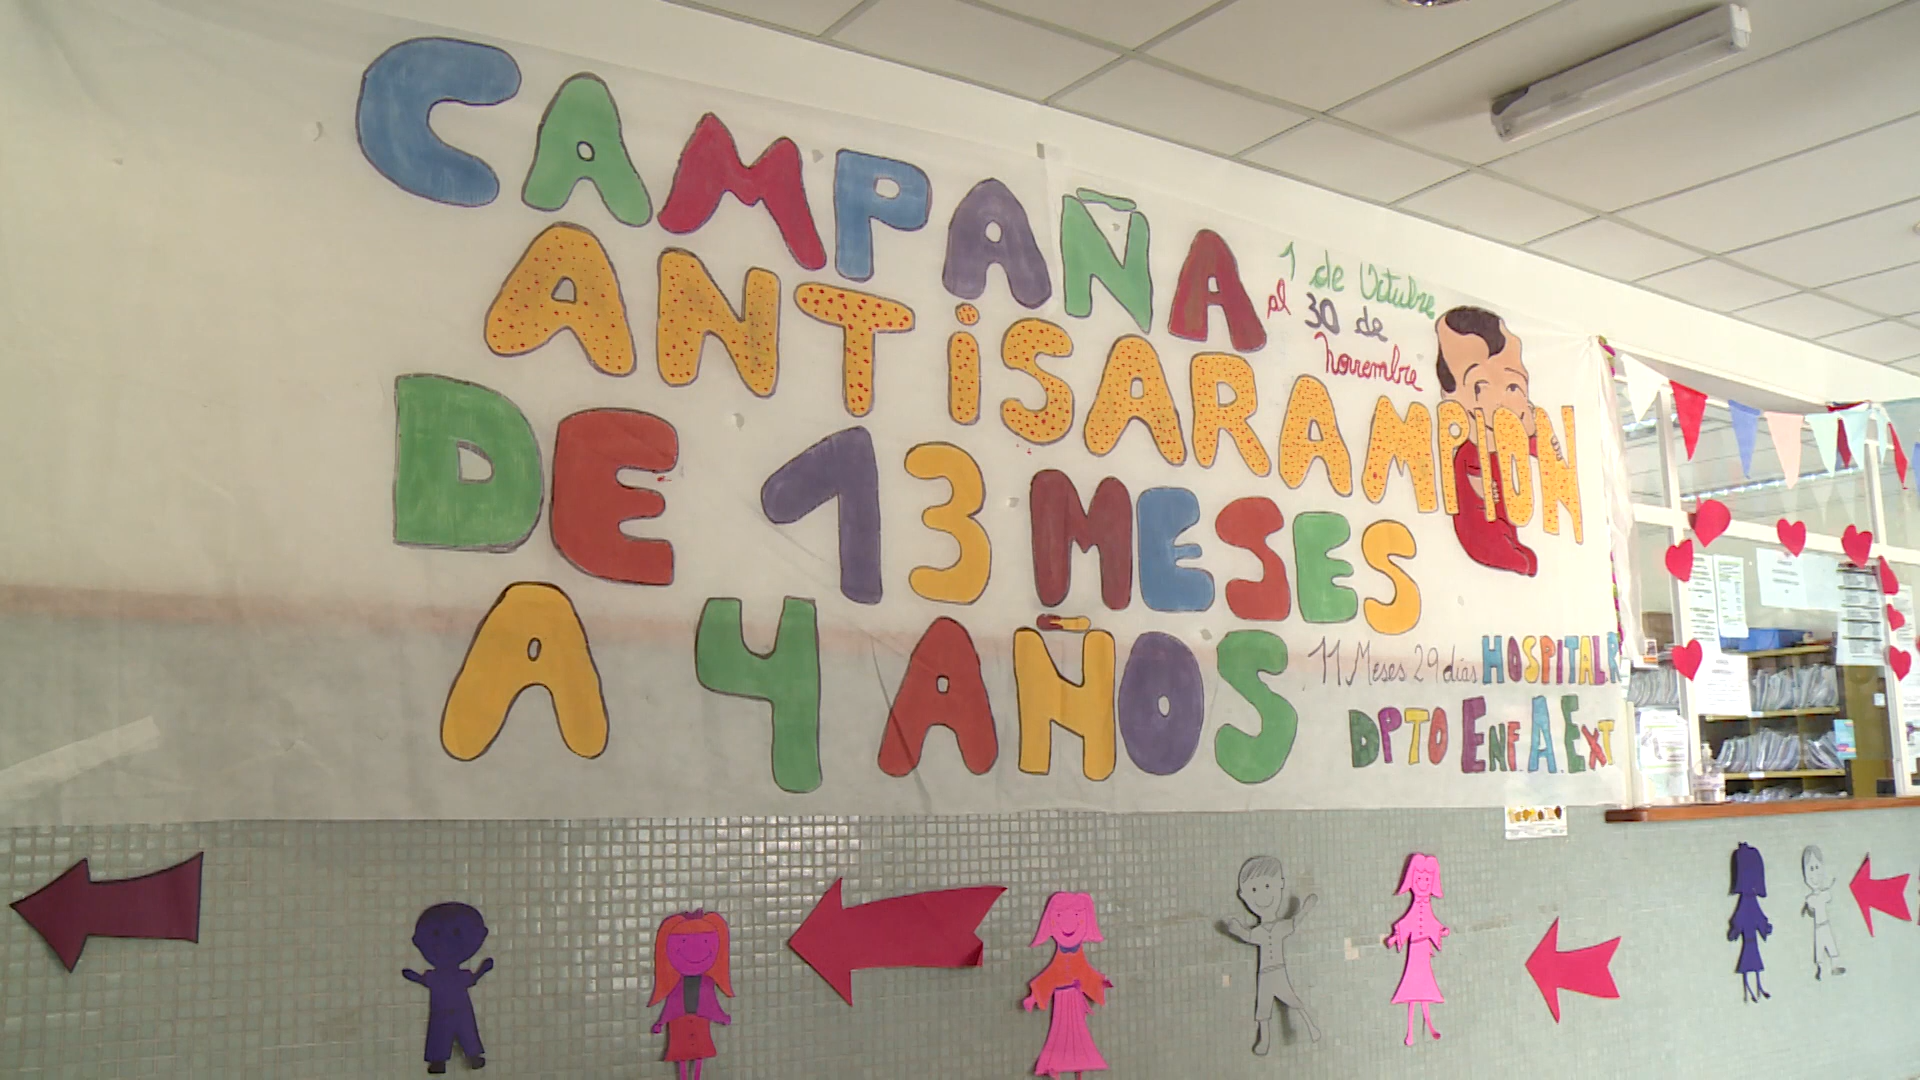 CAMPAÑA
1 de Octubre
al 30 de
Noviembre
ANTISARAMPION
DE 13 MESES
A 4 AÑOS
11 Meses 29 días
HOSPITAL.R
DPTO ENF.A.EXT